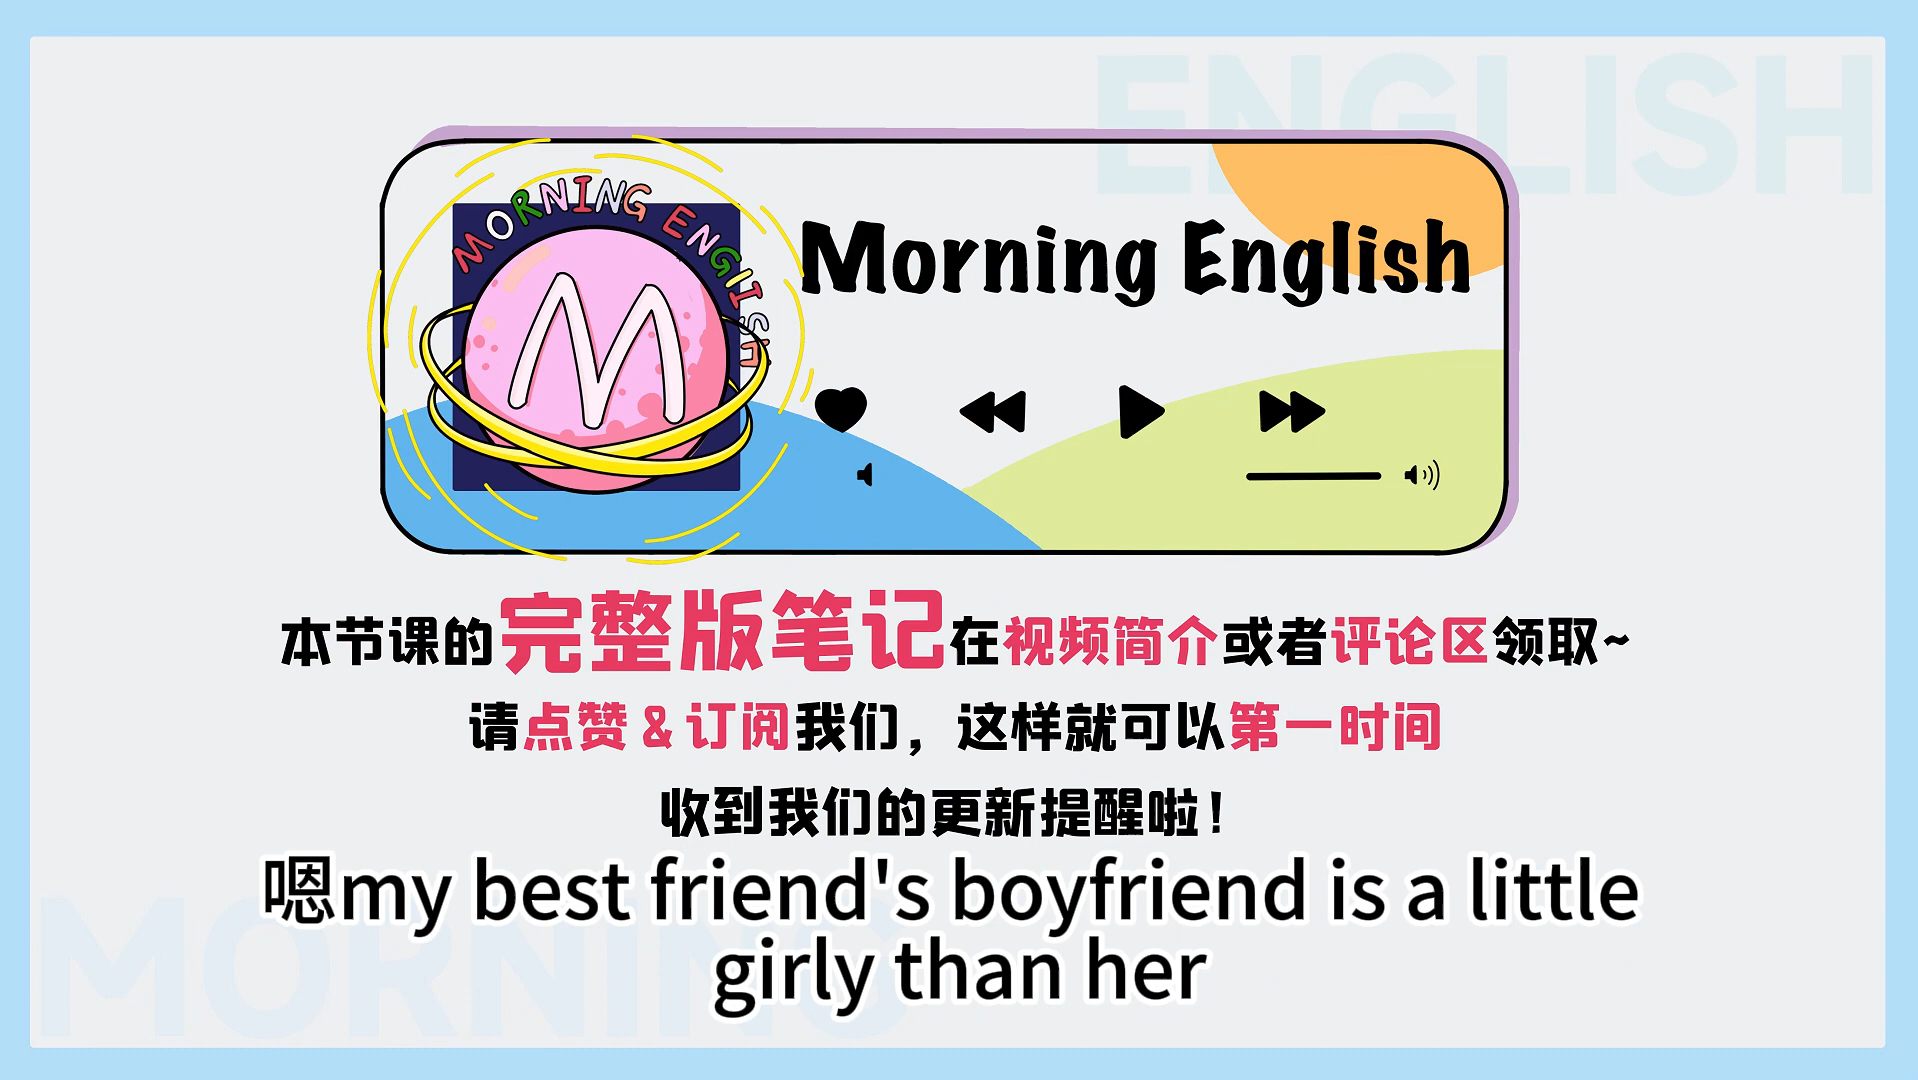 ENGLISH
MORNING ENGLISH
M
Morning English
本节课的完整版笔记在视频简介或者评论区领取~
请点赞&订阅我们，这样就可以第一时间
收到我们的更新提醒啦！
嗯my best friend's boyfriend is a little
girly than her
MORNING